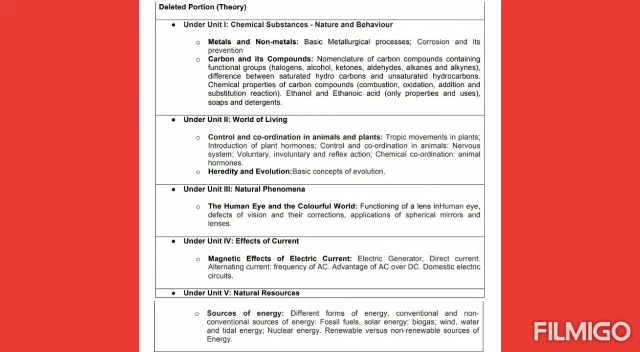 Deleted Portion (Theory)
• Under Unit I: Chemical Substances - Nature and Behaviour
o Metals and Non-metals: Basic Metallurgical processes; Corrosion and its
prevention
o Carbon and its Compounds: Nomenclature of carbon compounds containing
functional groups (halogens, alcohol, ketones, aldehydes, alkanes and alkynes),
difference between saturated hydro carbons and unsaturated hydrocarbons.
Chemical properties of carbon compounds (combustion, oxidation, addition and
substitution reaction). Ethanol and Ethanoic acid (only properties and uses),
soaps and detergents.
• Under Unit II: World of Living
o Control and co-ordination in animals and plants: Tropic movements in plants;
Introduction of plant hormones; Control and co-ordination in animals: Nervous
system; Voluntary, involuntary and reflex action; Chemical co-ordination: animal
hormones.
o Heredity and Evolution:Basic concepts of evolution.
• Under Unit III: Natural Phenomena
o The Human Eye and the Colourful World: Functioning of a lens inHuman eye,
defects of vision and their corrections, applications of spherical mirrors and
lenses.
• Under Unit IV: Effects of Current
o Magnetic Effects of Electric Current: Electric Generator, Direct current.
Alternating current: frequency of AC. Advantage of AC over DC. Domestic electric
circuits.
• Under Unit V: Natural Resources
o Sources of energy: Different forms of energy, conventional and non-
conventional sources of energy: Fossil fuels, solar energy; biogas; wind, water
and tidal energy; Nuclear energy. Renewable versus non-renewable sources of
Energy.
FILMIGO